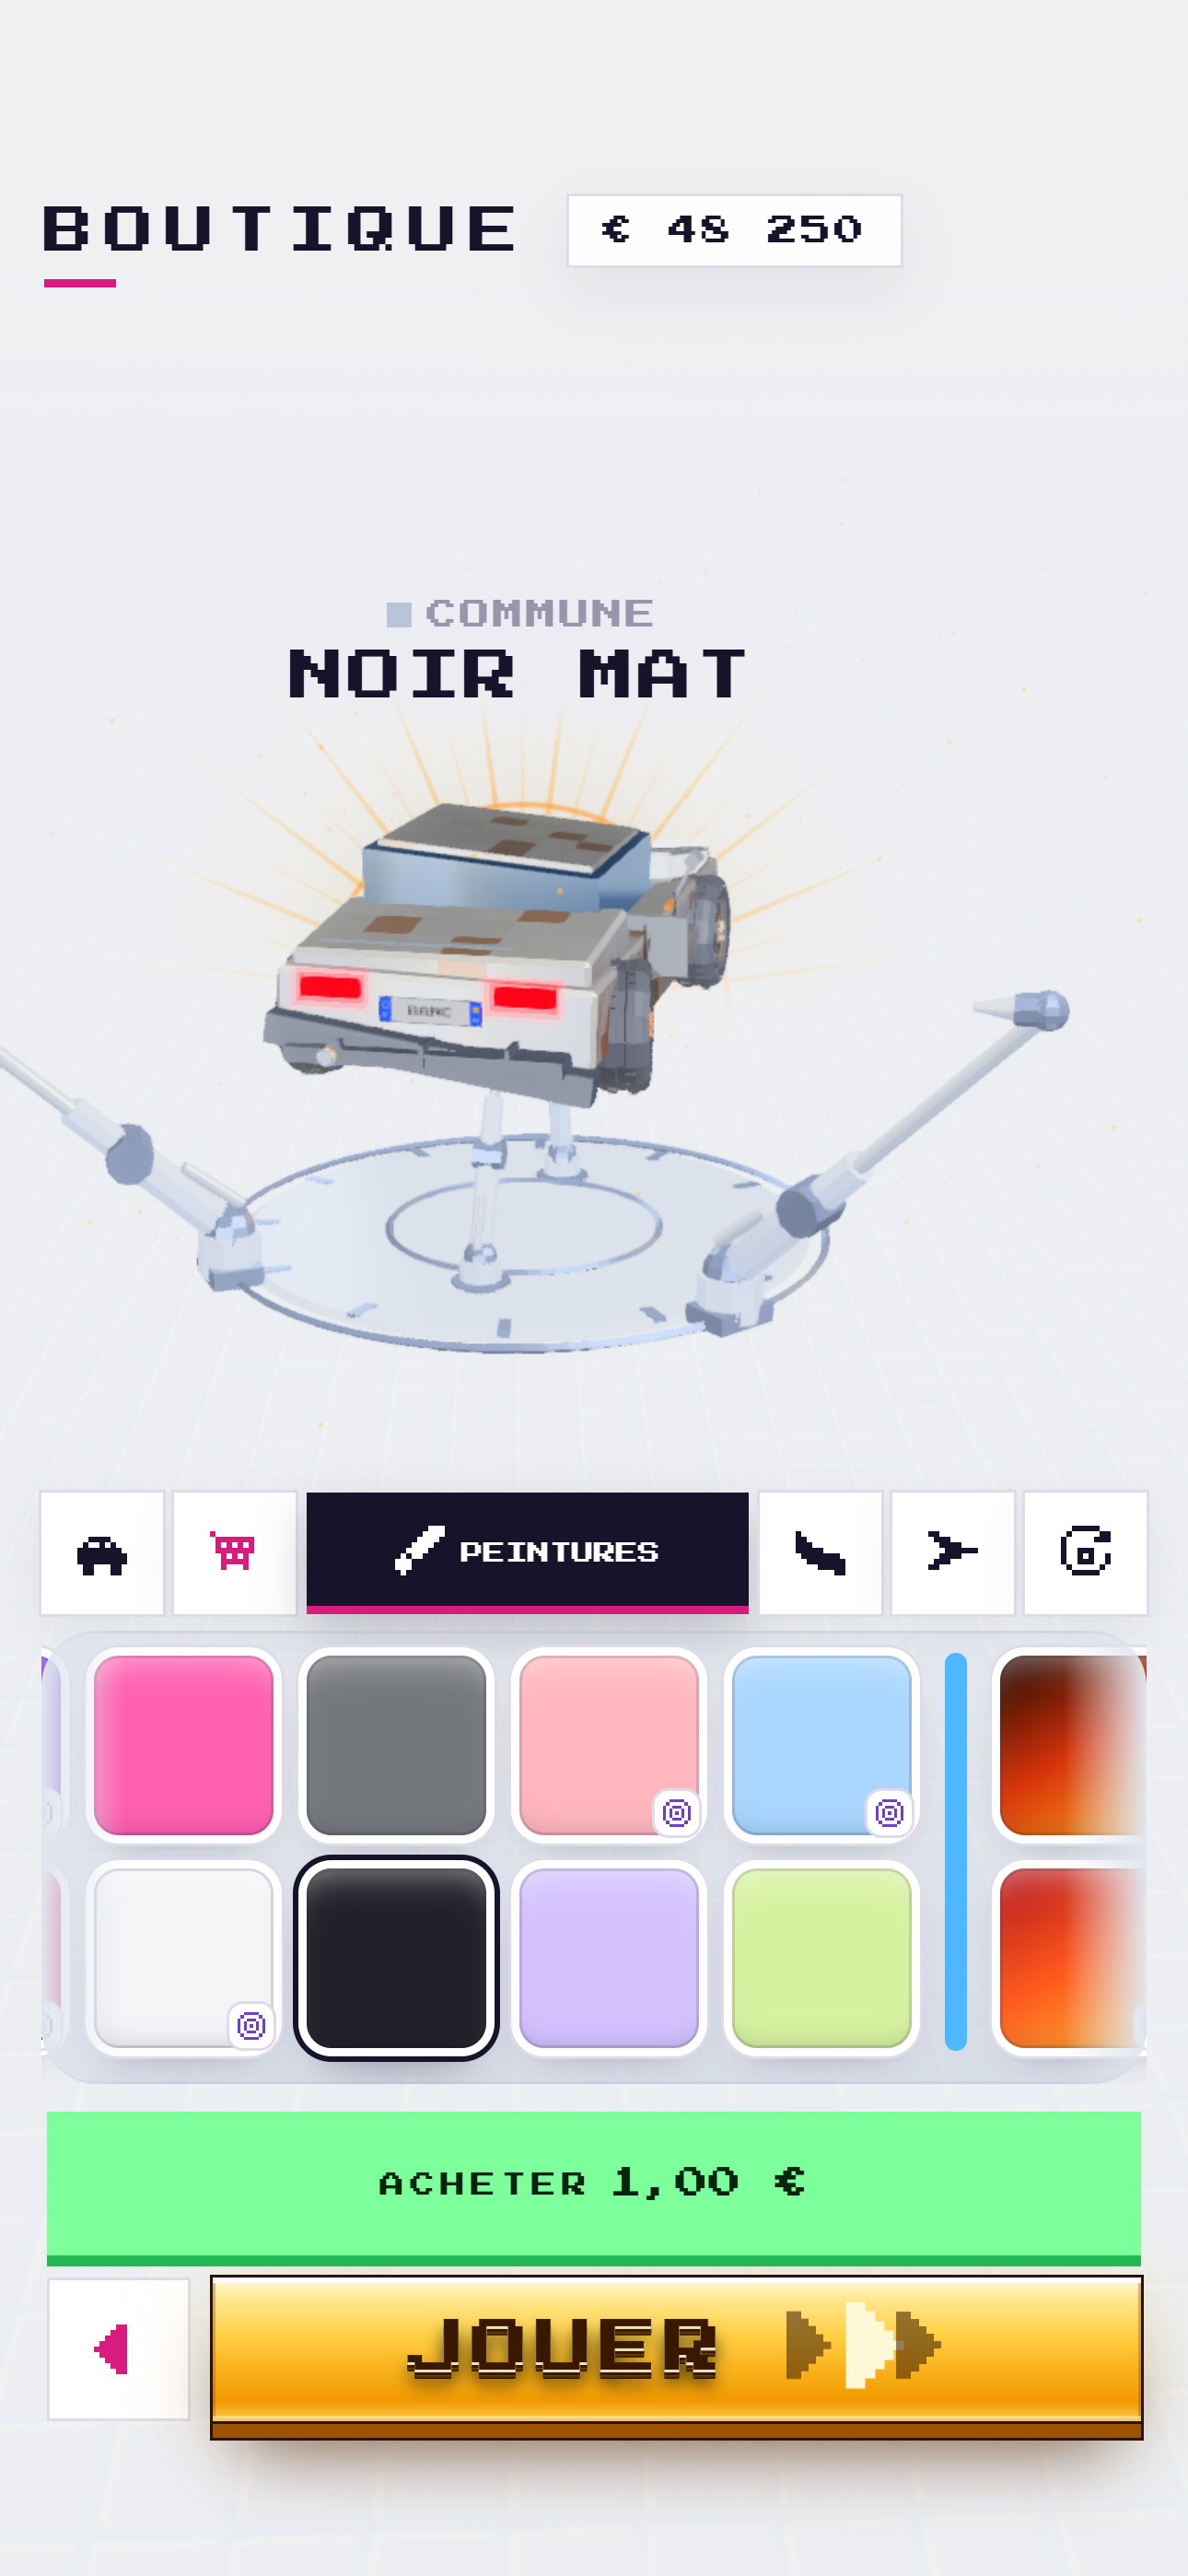 BOUTIQUE
€ 48 250
COMMUNE
NOIR MAT
PEINTURES
ACHETER 1,00 €
JOUER